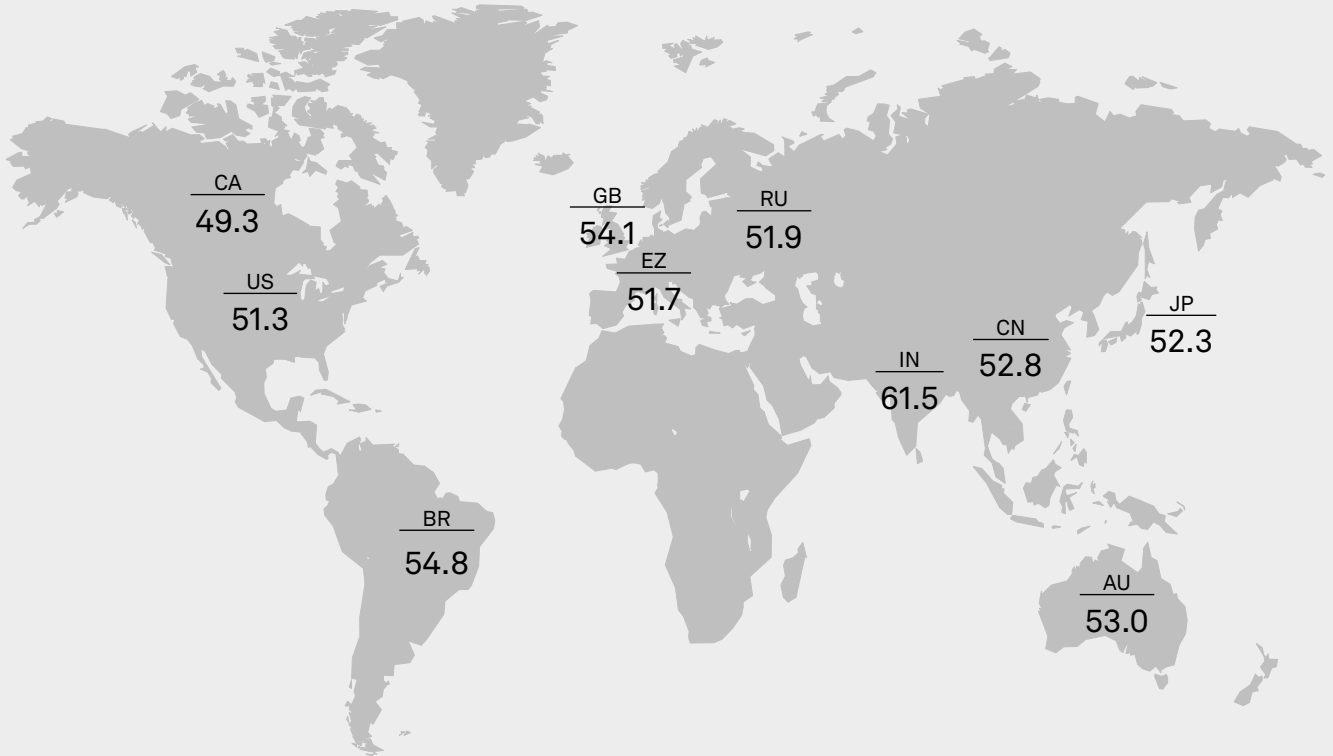 CA
49.3
US
51.3
GB
54.1
RU
51.9
EZ
51.7
JP
52.3
CN
52.8
IN
61.5
BR
54.8
AU
53.0